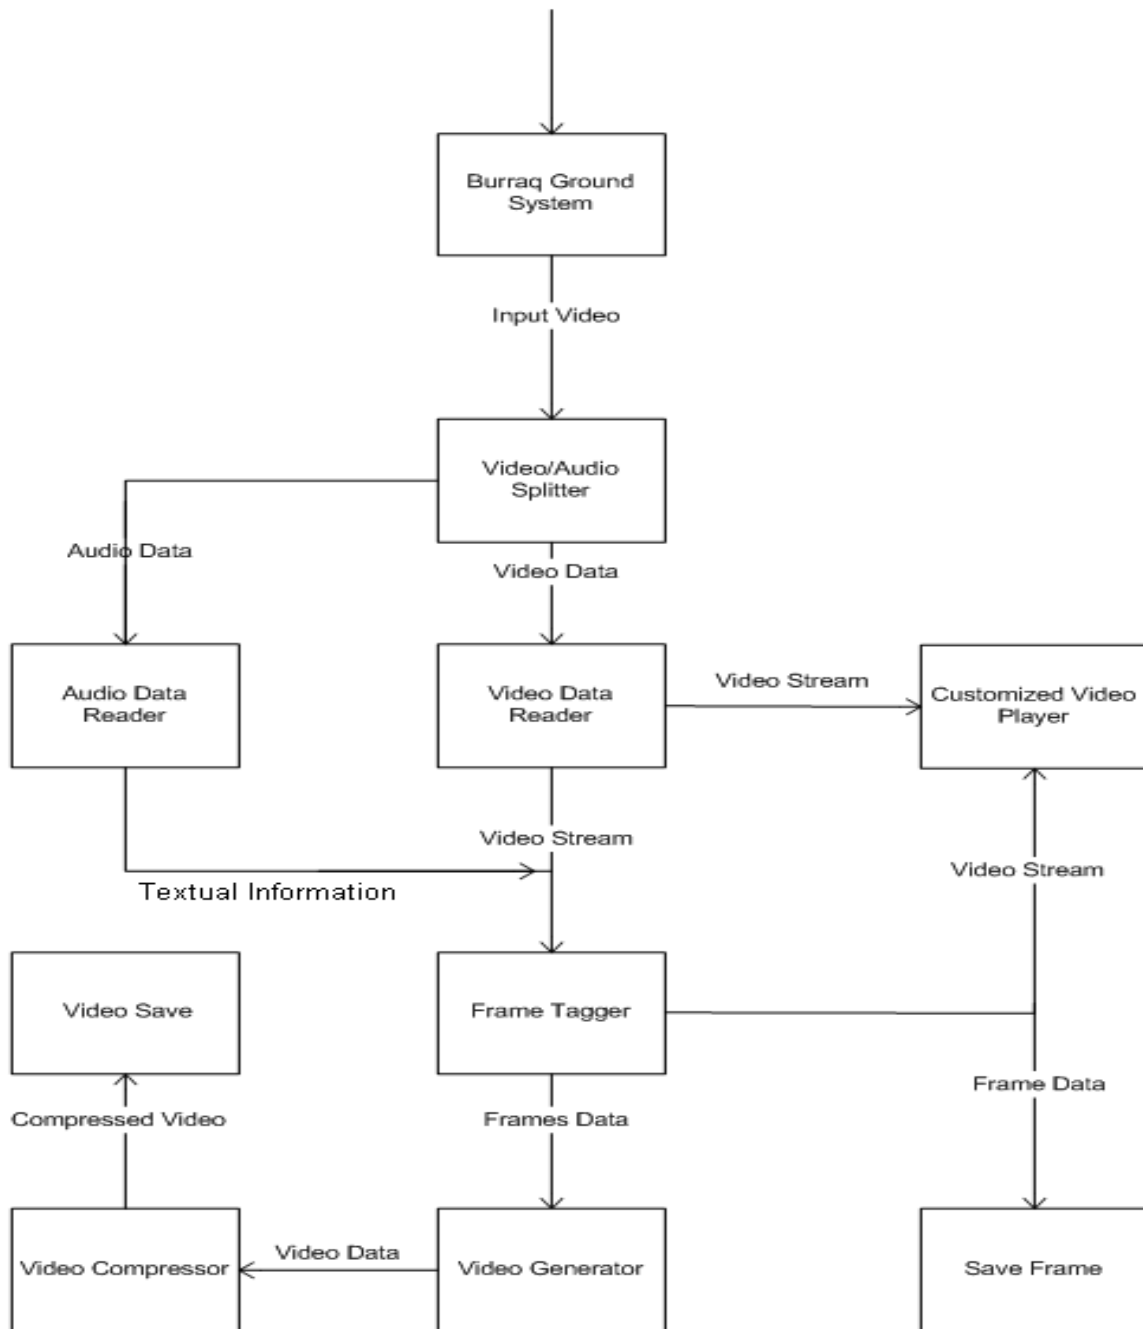 Burraq Ground
System
Input Video
Video/Audio
Splitter
Audio Data
Video Data
Audio Data
Reader
Video Data
Reader
Video Stream
Customized Video
Player
Video Stream
Textual Information
Video Stream
Video Save
Frame Tagger
Compressed Video
Frames Data
Frame Data
Video Compressor
Video Data
Video Generator
Save Frame